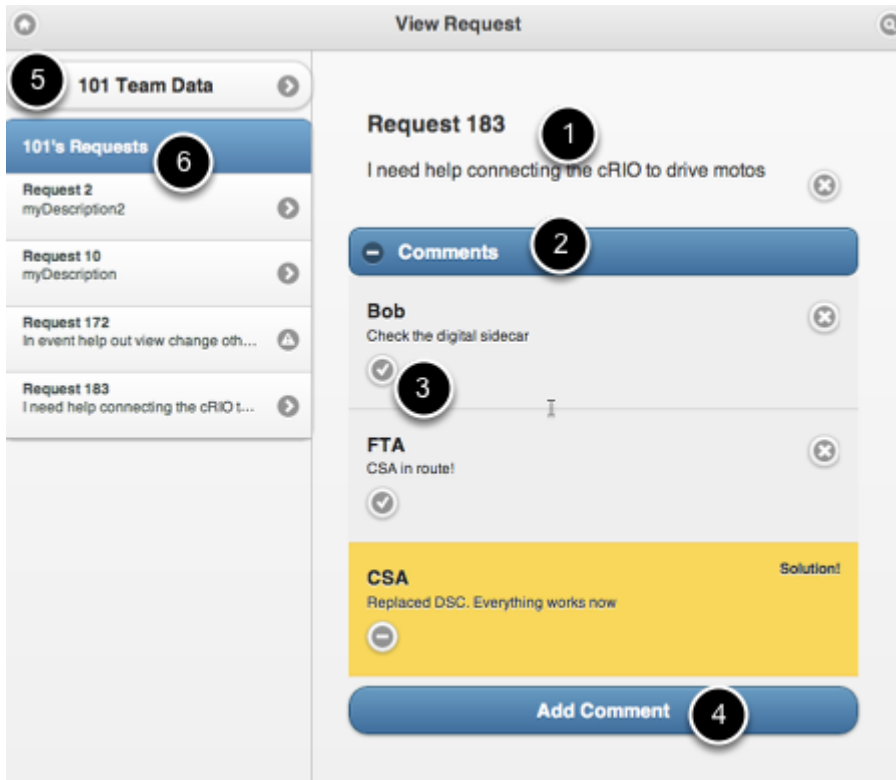 View Request
5
101 Team Data
101's Requests
6
Request 2
myDescription2
Request 10
myDescription
Request 172
In event help out view change oth...
Request 183
I need help connecting the cRIO t...
Request 183
1
I need help connecting the cRIO to drive motos
Comments
2
Bob
Check the digital sidecar
3
FTA
CSA in route!
CSA
Solution!
Replaced DSC. Everything works now
Add Comment
4